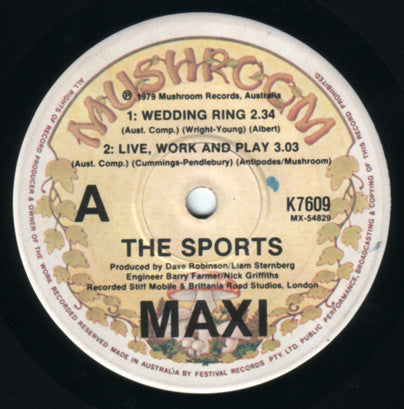 ALL RIGHTS OF RECORD PRODUCER & OWNER OF THE WORK RECORDED RESERVED. UNAUTHORISED COPYING, PUBLIC PERFORMANCE, BROADCASTING & COPYING OF THIS RECORD PROHIBITED.
MUSHROOM
℗ 1979 Mushroom Records, Australia
1: WEDDING RING 2.34
(Aust. Comp.) (Wright-Young) (Albert)
2: LIVE, WORK AND PLAY 3.03
(Aust. Comp.) (Cummings-Pendlebury) (Antipodes/Mushroom)
A
K7609
MX-54829
THE SPORTS
Produced by Dave Robinson/Liam Sternberg
Engineer Barry Farmer/Nick Griffiths
Recorded Stiff Mobile & Brittania Road Studios, London
MAXI
MADE IN AUSTRALIA BY FESTIVAL RECORDS PTY. LTD.